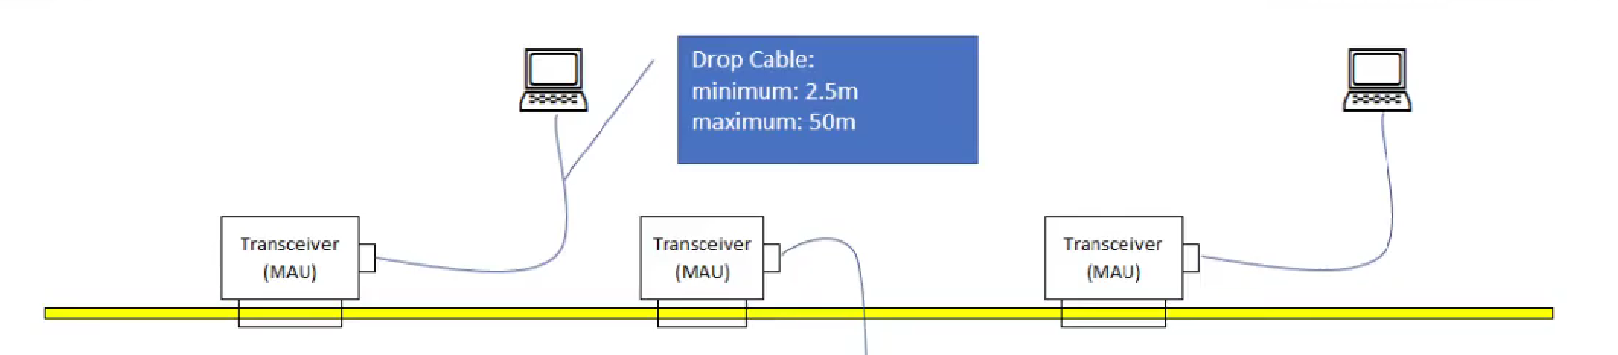 Drop Cable:
minimum: 2.5m
maximum: 50m
Transceiver
(MAU)
Transceiver
(MAU)
Transceiver
(MAU)